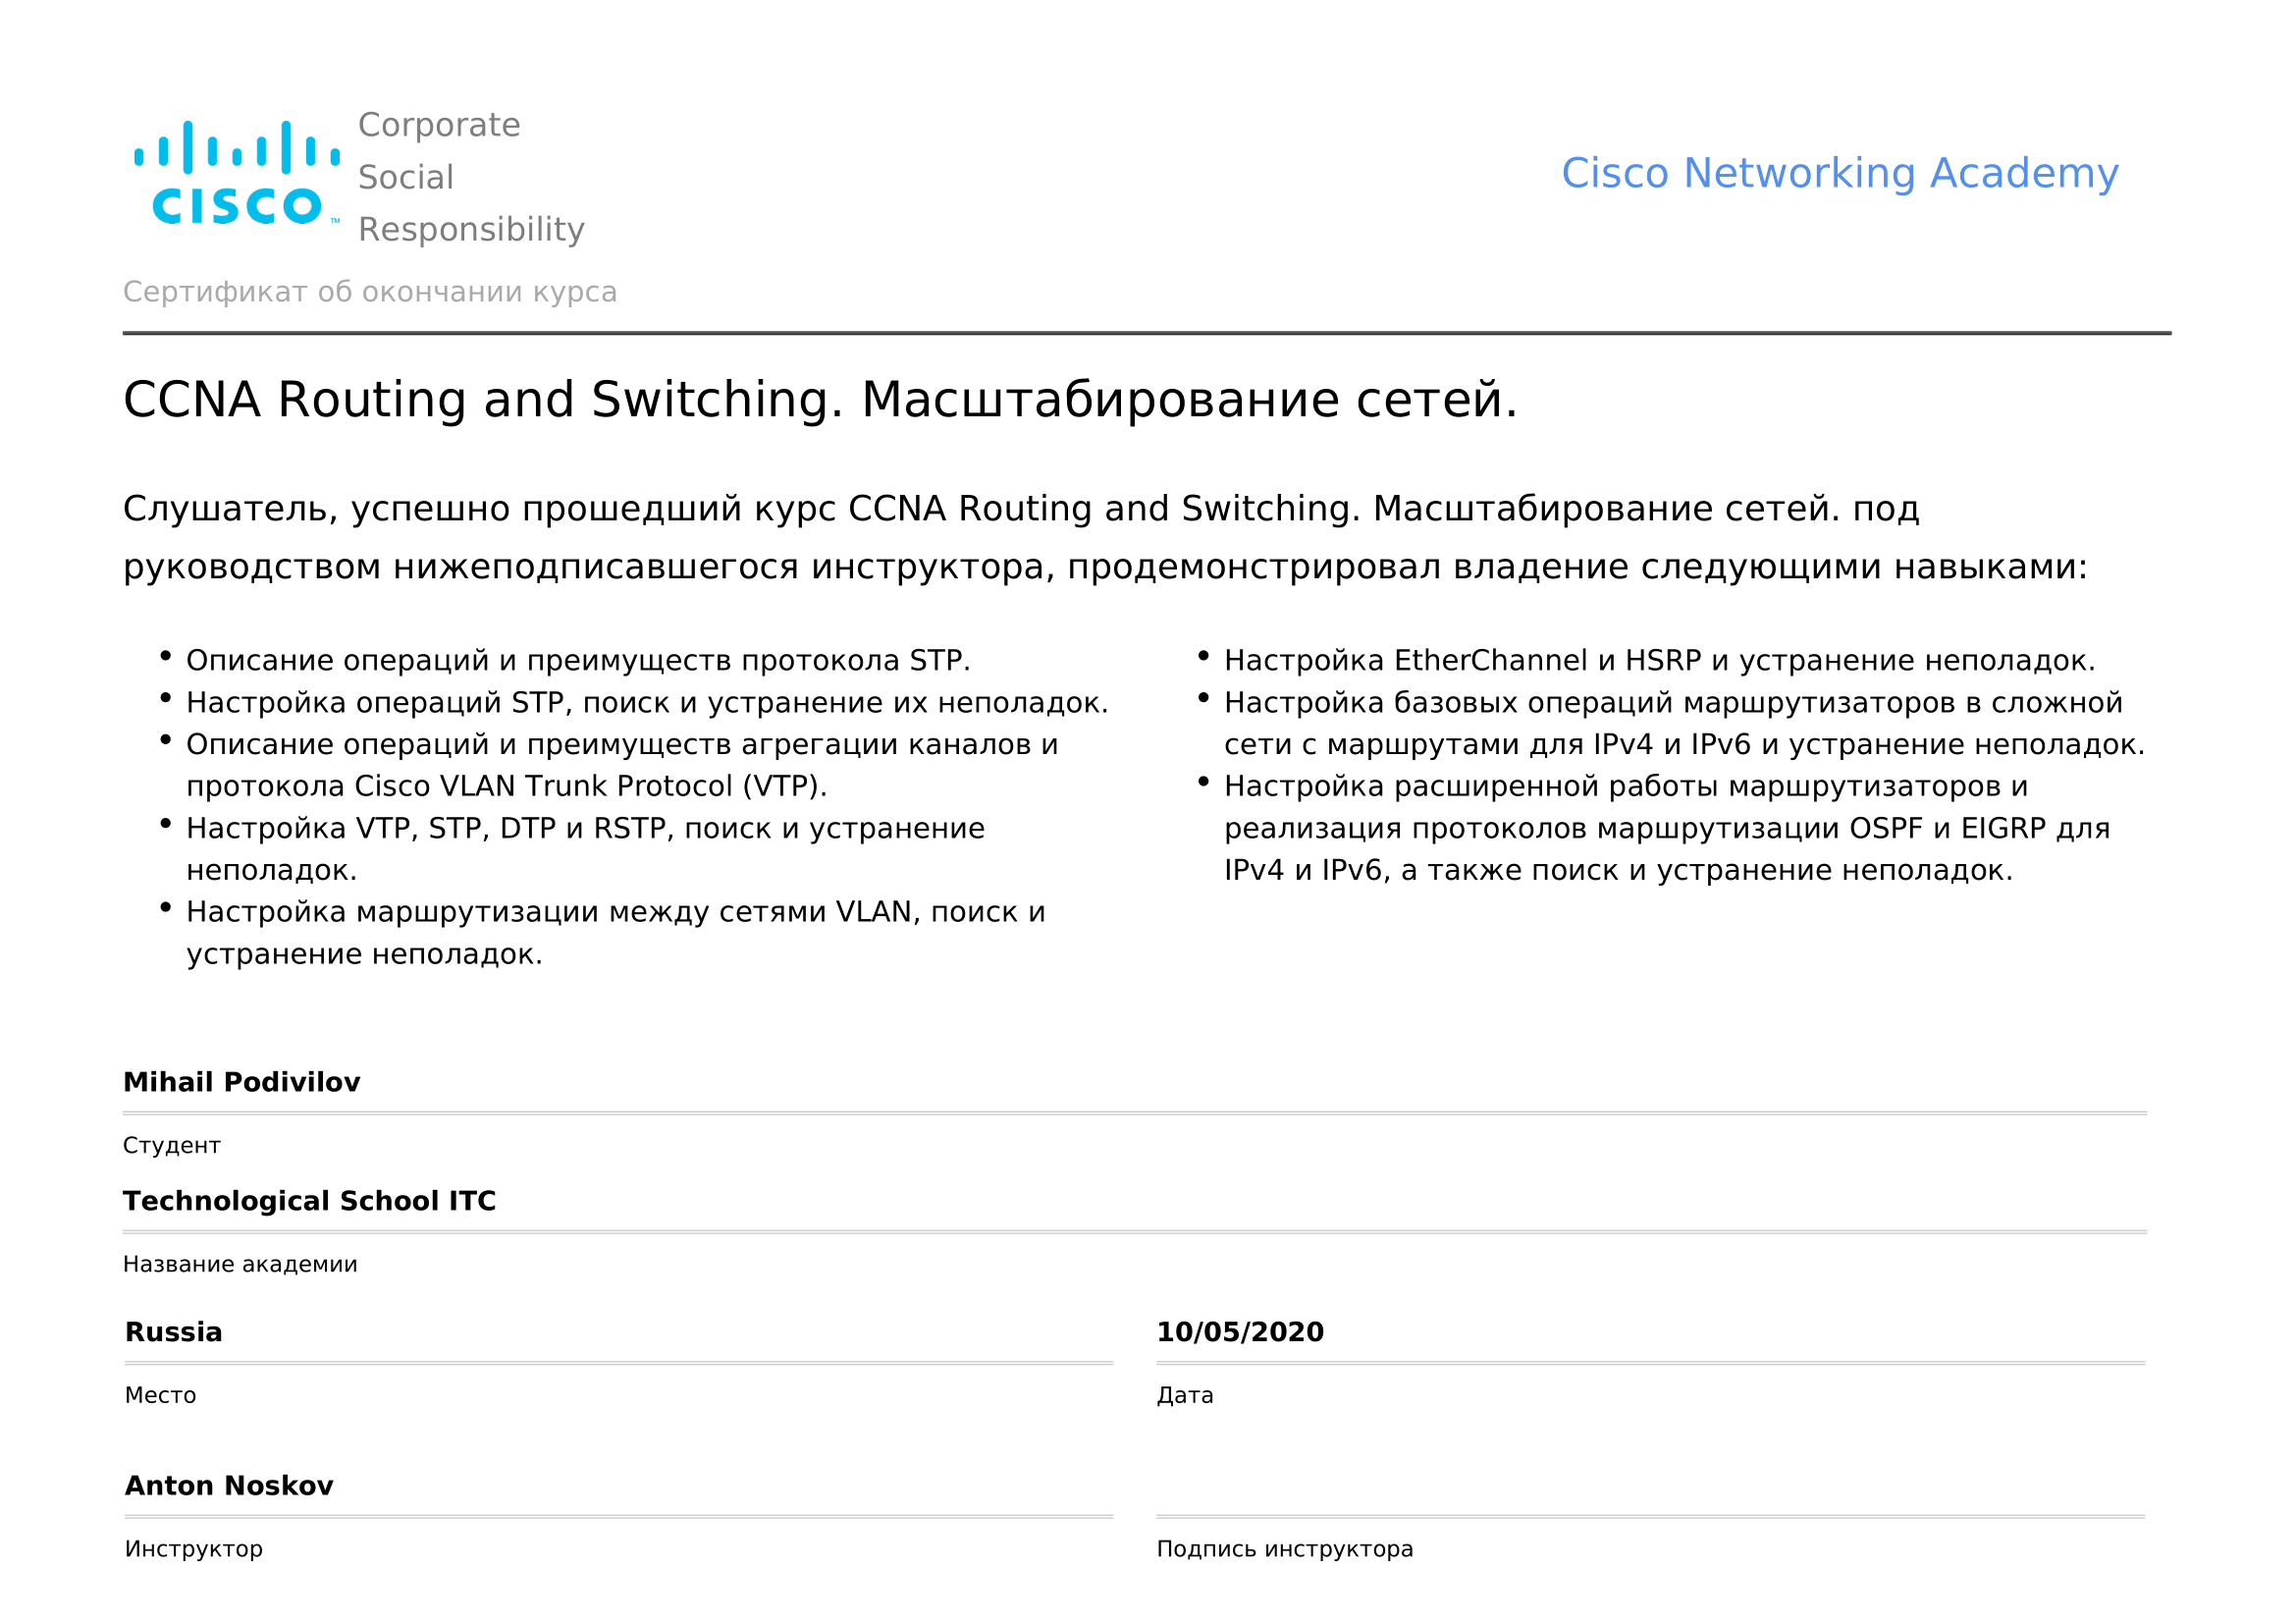 Corporate
Social
Responsibility
CISCO™
Cisco Networking Academy
Сертификат об окончании курса
CCNA Routing and Switching. Масштабирование сетей.
Слушатель, успешно прошедший курс CCNA Routing and Switching. Масштабирование сетей. под
руководством нижеподписавшегося инструктора, продемонстрировал владение следующими навыками:
• Описание операций и преимуществ протокола STP.
• Настройка операций STP, поиск и устранение их неполадок.
• Описание операций и преимуществ агрегации каналов и
протокола Cisco VLAN Trunk Protocol (VTP).
• Настройка VTP, STP, DTP и RSTP, поиск и устранение
неполадок.
• Настройка маршрутизации между сетями VLAN, поиск и
устранение неполадок.
• Настройка EtherChannel и HSRP и устранение неполадок.
• Настройка базовых операций маршрутизаторов в сложной
сети с маршрутами для IPv4 и IPv6 и устранение неполадок.
• Настройка расширенной работы маршрутизаторов и
реализация протоколов маршрутизации OSPF и EIGRP для
IPv4 и IPv6, а также поиск и устранение неполадок.
Mihail Podivilov
Студент
Technological School ITC
Название академии
Russia
Место
10/05/2020
Дата
Anton Noskov
Инструктор
Подпись инструктора